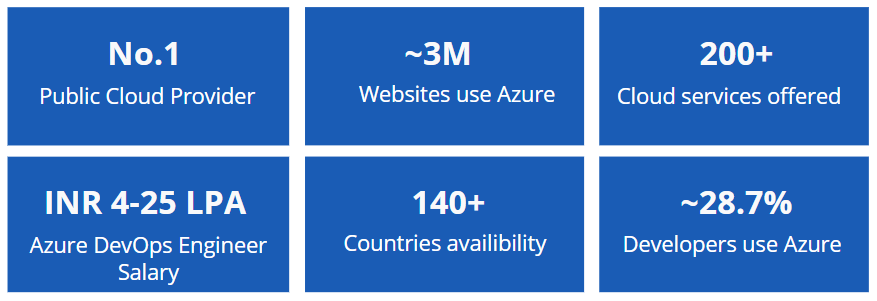 No.1
Public Cloud Provider
~3M
Websites use Azure
200+
Cloud services offered
INR 4-25 LPA
Azure DevOps Engineer
Salary
140+
Countries availibility
~28.7%
Developers use Azure